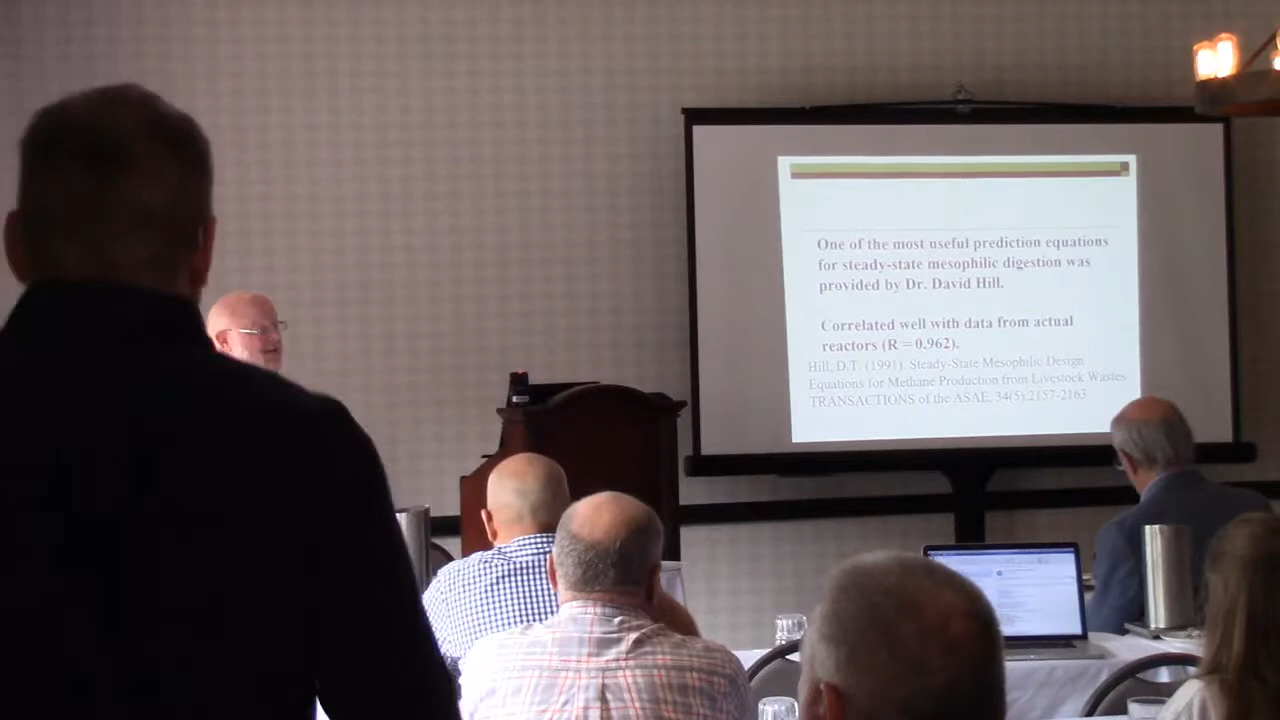 One of the most useful prediction equations
for steady-state mesophilic digestion was
provided by Dr. David Hill.
Correlated well with data from actual
reactors (R = 0.962).
Hill, D.T. (1991). Steady-State Mesophilic Design
Equations for Methane Production from Livestock Wastes.
TRANSACTIONS of the ASAE, 34(5):2157-2163